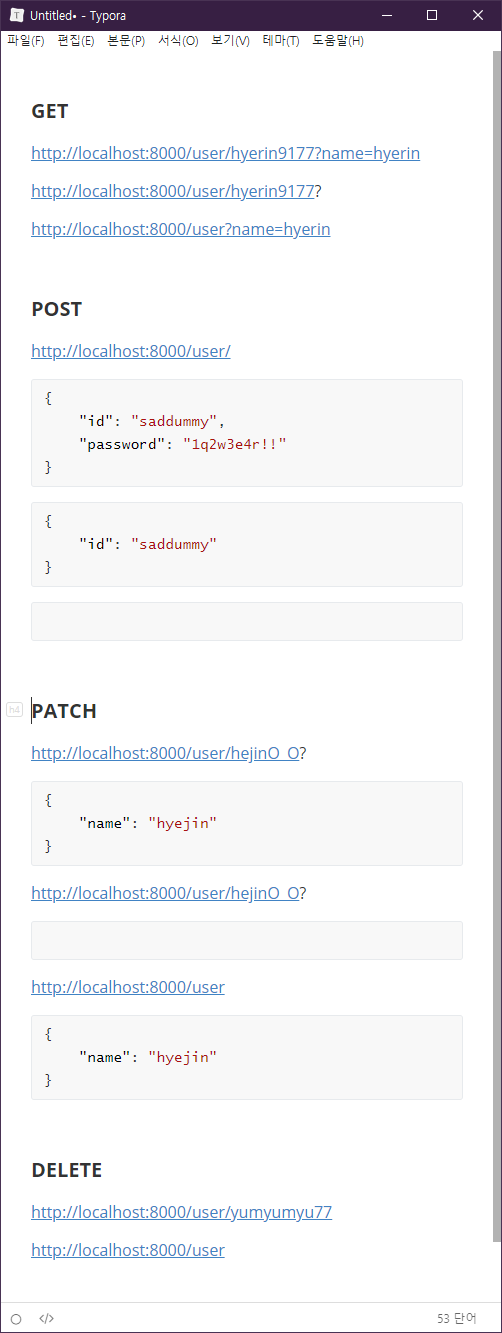 Untitled• - Typora
파일(F) 편집(E) 본문(P) 서식(O) 보기(V) 테마(T) 도움말(H)
GET
http://localhost:8000/user/hyerin9177?name=hyerin
http://localhost:8000/user/hyerin9177?
http://localhost:8000/user?name=hyerin
POST
http://localhost:8000/user/
{
    "id": "saddummy",
    "password": "1q2w3e4r!!"
}
{
    "id": "saddummy"
}
h4
PATCH
http://localhost:8000/user/hejinO_O?
{
    "name": "hyejin"
}
http://localhost:8000/user/hejinO_O?
http://localhost:8000/user
{
    "name": "hyejin"
}
DELETE
http://localhost:8000/user/yumyumyu77
http://localhost:8000/user
</> 53 단어